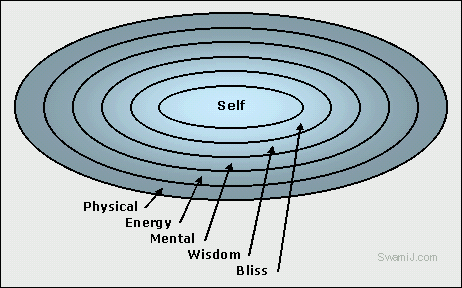 Self
Physical
Energy
Mental
Wisdom
Bliss
SwamiJ.com